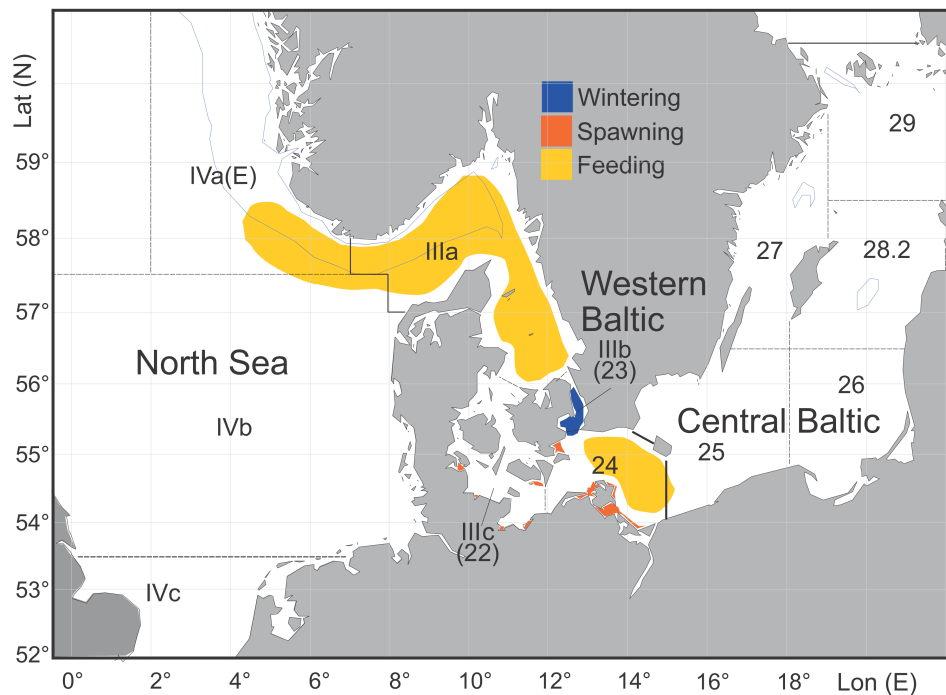 Lat (N)
59°
58°
57°
56°
55°
54°
53°
52°
Wintering
Spawning
Feeding
IVa(E)
29
IIIa
27
28.2
Western
Baltic
IIIb
(23)
North Sea
26
Central Baltic
IVb
25
24
IIIc
(22)
IVc
0°
2°
4°
6°
8°
10°
12°
14°
16°
18°
Lon (E)